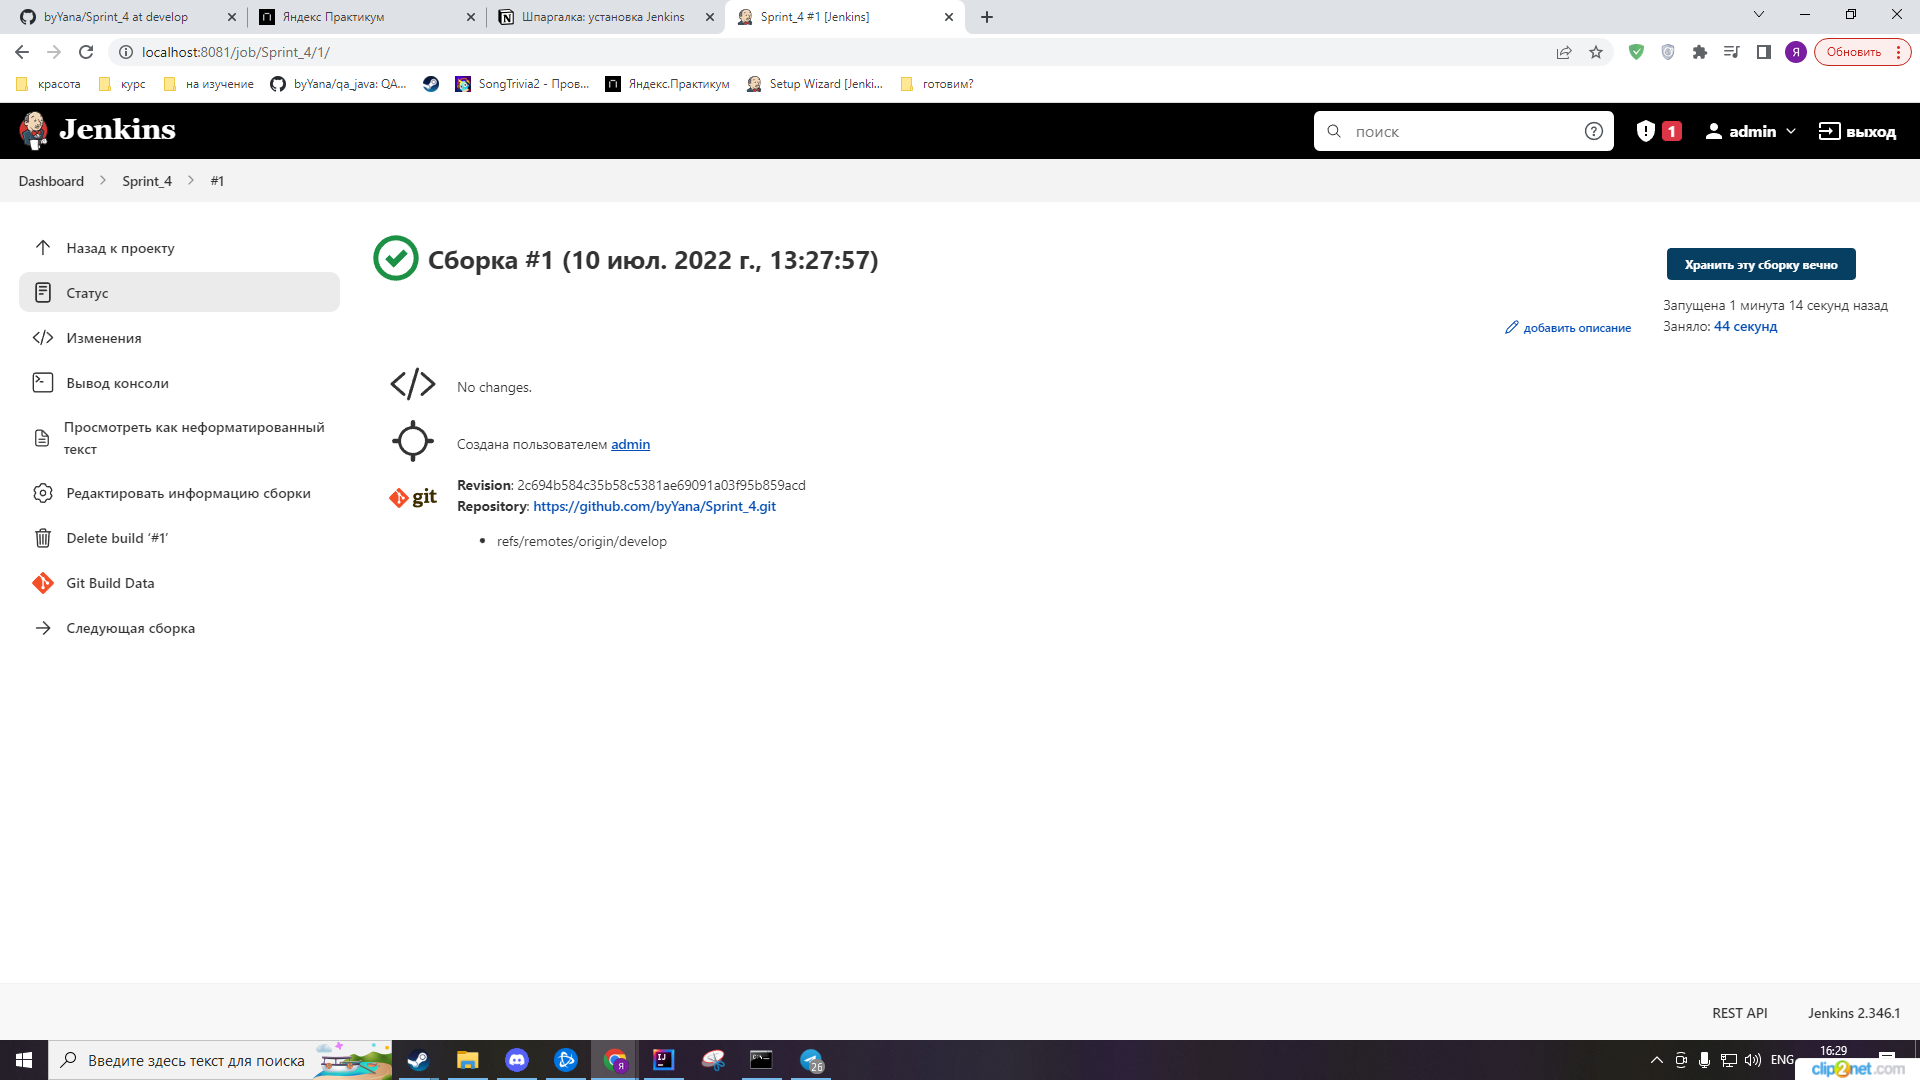 byYana/Sprint_4 at develop
Яндекс Практикум
Шпаргалка: установка Jenkins
Sprint_4 #1 [Jenkins]
localhost:8081/job/Sprint_4/1/
Я
Обновить
красота
курс
на изучение
byYana/qa_java: QA...
SongTrivia2 - Пров...
Яндекс.Практикум
Setup Wizard [Jenki...
готовим?
Jenkins
поиск
1
admin
выход
Dashboard
Sprint_4
#1
Назад к проекту
Статус
Изменения
Вывод консоли
Просмотреть как неформатированный
текст
Редактировать информацию сборки
Delete build ‘#1’
Git Build Data
Следующая сборка
Сборка #1 (10 июл. 2022 г., 13:27:57)
Хранить эту сборку вечно
Запущена 1 минута 14 секунд назад
Заняло: 44 секунд
добавить описание
No changes.
Создана пользователем admin
git
Revision: 2c694b584c35b58c5381ae69091a03f95b859acd
Repository: https://github.com/byYana/Sprint_4.git
refs/remotes/origin/develop
REST API
Jenkins 2.346.1
Введите здесь текст для поиска
Я
IJ
26
ENG
16:29
clip2net.com